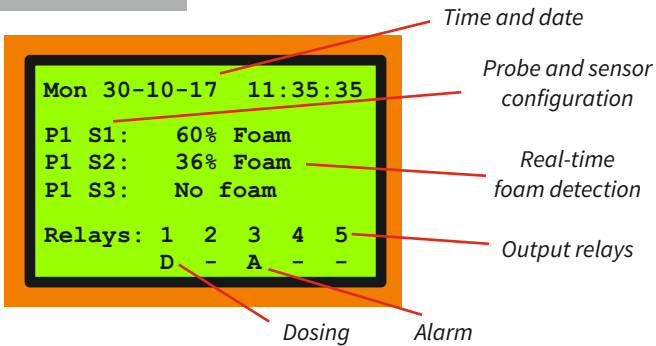 Time and date
Mon 30-10-17 11:35:35
Probe and sensor
configuration
P1 S1: 60% Foam
P1 S2: 36% Foam
P1 S3: No foam
Real-time
foam detection
Relays: 1 2 3 4 5
D - A - -
Output relays
Dosing Alarm